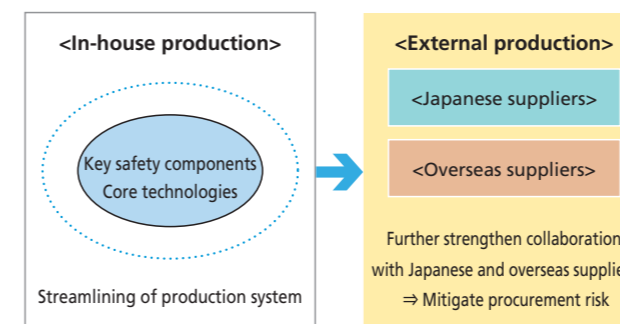 <In-house production>
Key safety components
Core technologies
Streamlining of production system
<External production>
<Japanese suppliers>
<Overseas suppliers>
Further strengthen collaboration
with Japanese and overseas
⇒ Mitigate procurement risk